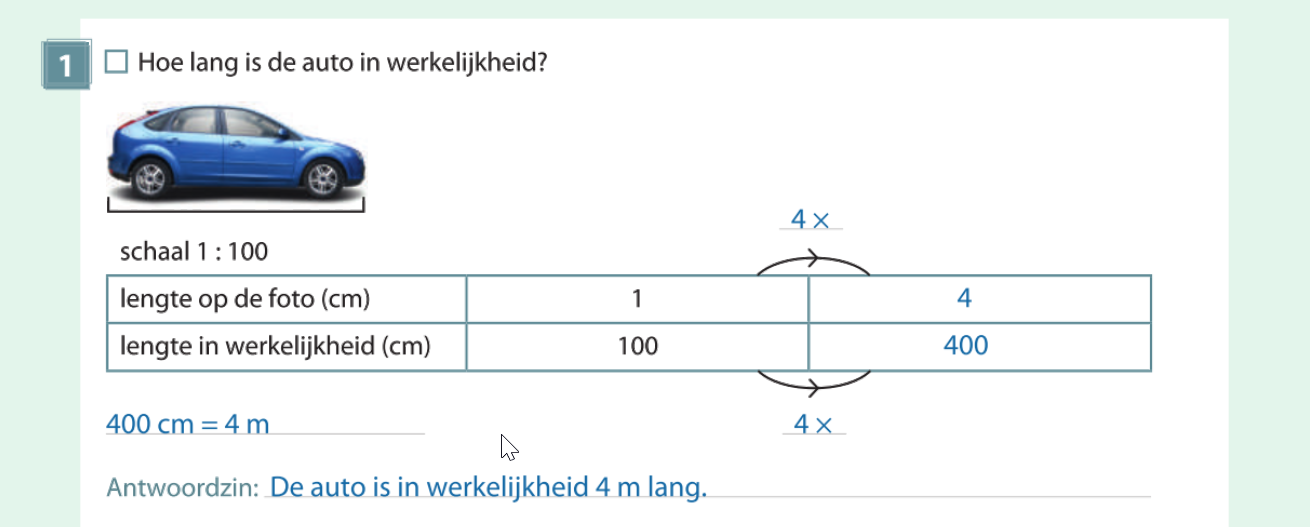 1 Hoe lang is de auto in werkelijkheid?
4 ×
schaal 1 : 100
lengte op de foto (cm) 1 4
lengte in werkelijkheid (cm) 100 400
400 cm = 4 m 4 ×
Antwoordzin: De auto is in werkelijkheid 4 m lang.